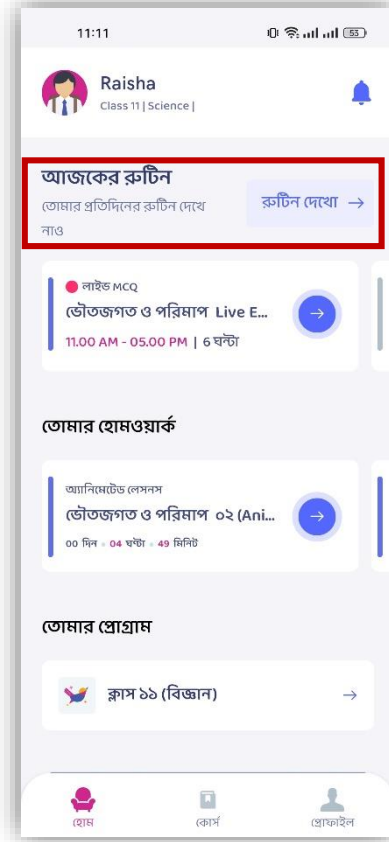 11:11
53
Raisha
Class 11 | Science |
আজকের রুটিন
তোমার প্রতিদিনের রুটিন দেখে
নাও
রুটিন দেখো →
লাইভ MCQ
ভৌতজগত ও পরিমাপ Live E...
11.00 AM - 05.00 PM | 6 ঘন্টা
তোমার হোমওয়ার্ক
অ্যানিমেটেড লেসনস
ভৌতজগত ও পরিমাপ ০২ (Ani...
00 দিন • 04 ঘণ্টা • 49 মিনিট
তোমার প্রোগ্রাম
ক্লাস ১১ (বিজ্ঞান) →
হোম
কোর্স
প্রোফাইল